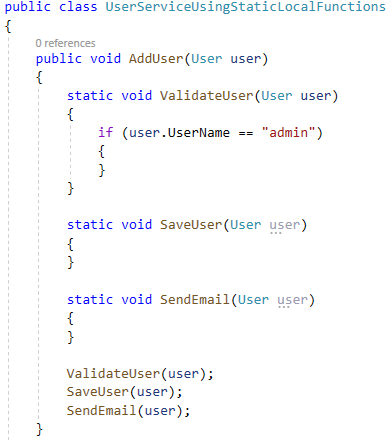 public class UserServiceUsingStaticLocalFunctions
{
0 references
public void AddUser(User user)
{
static void ValidateUser(User user)
{
if (user.UserName == "admin")
{
}
}
static void SaveUser(User user)
{
}
static void SendEmail(User user)
{
}
ValidateUser(user);
SaveUser(user);
SendEmail(user);
}